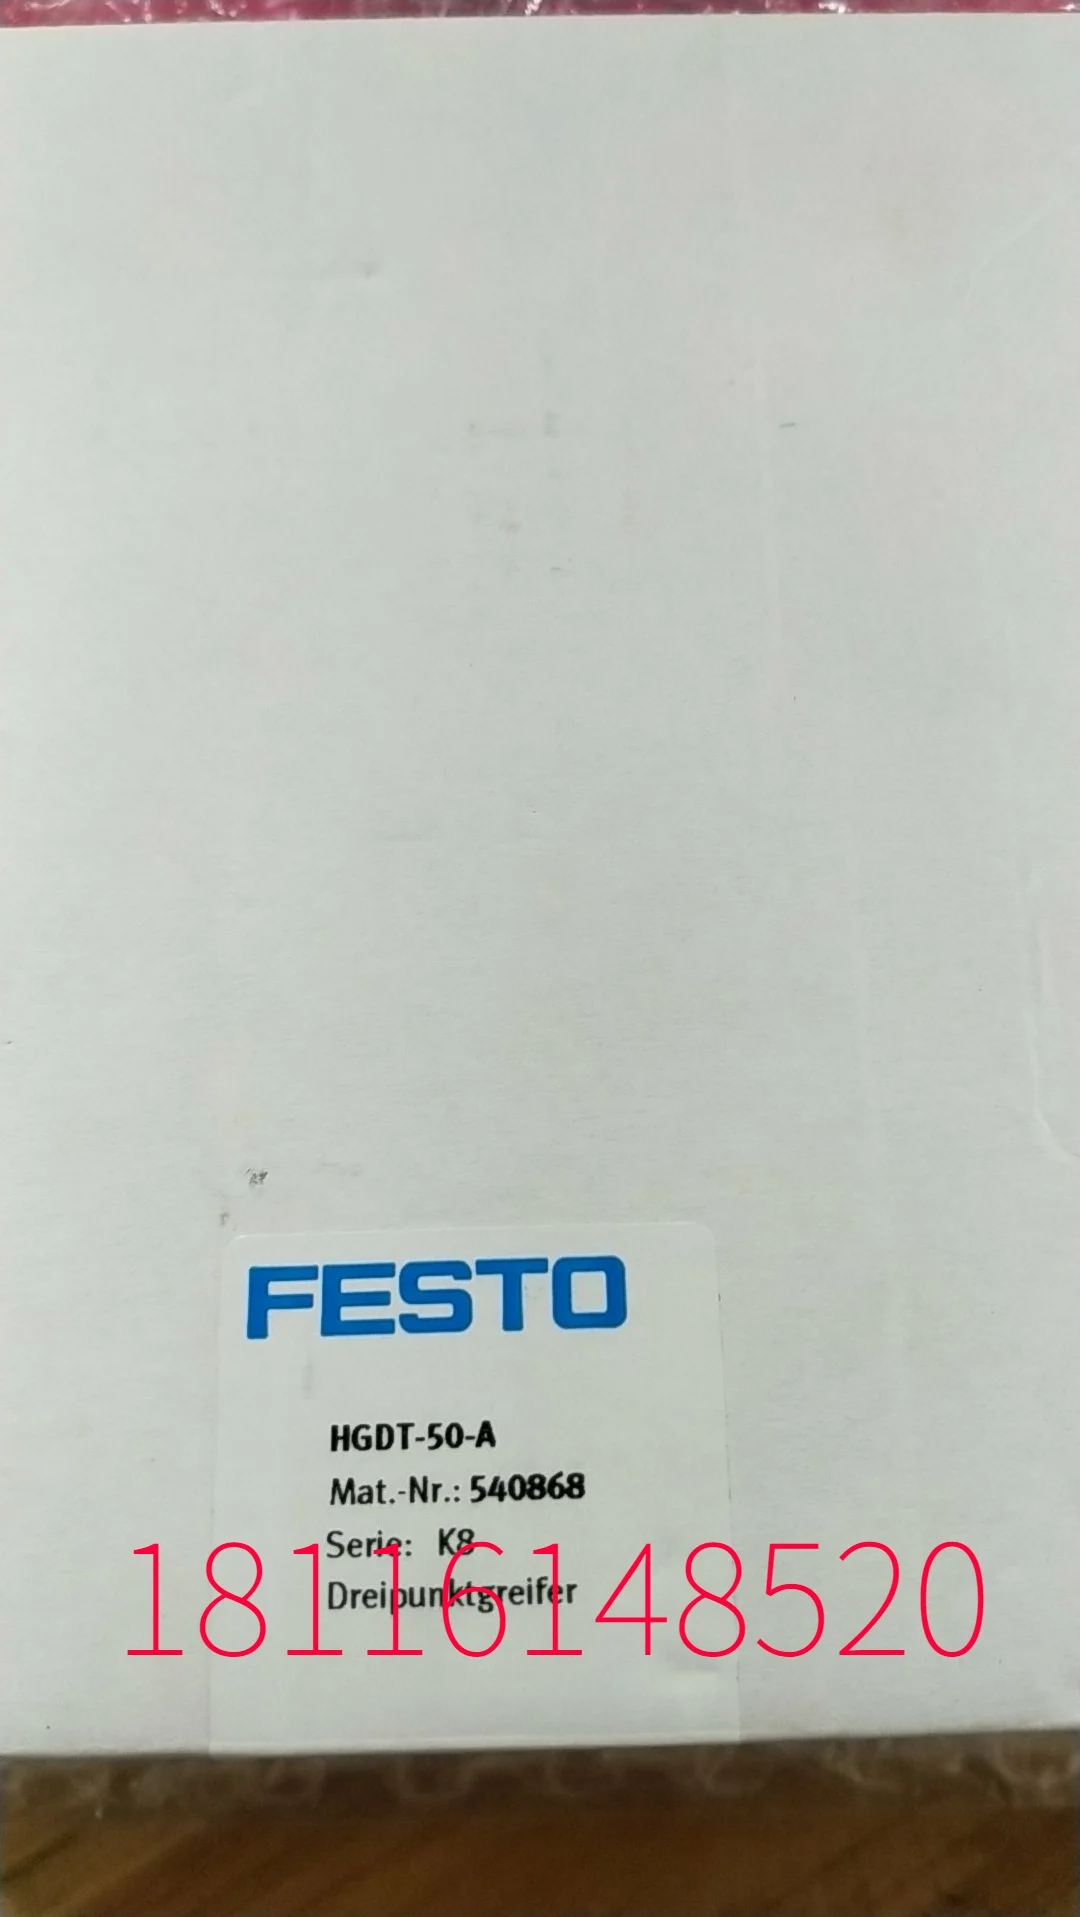 FESTO
HGDT-50-A
Mat.-Nr.: 540868
Serie: K8
Dreipunktgreifer
18116148520